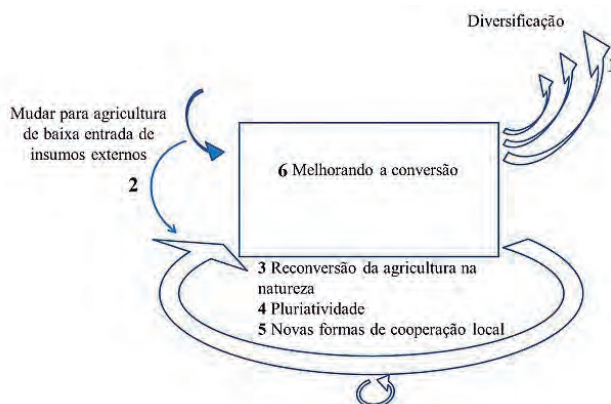 Diversificação
1
Mudar para agricultura
de baixa entrada de
insumos externos
2
6 Melhorando a conversão
3 Reconversão da agricultura na
natureza
4 Pluriatividade
5 Novas formas de cooperação local